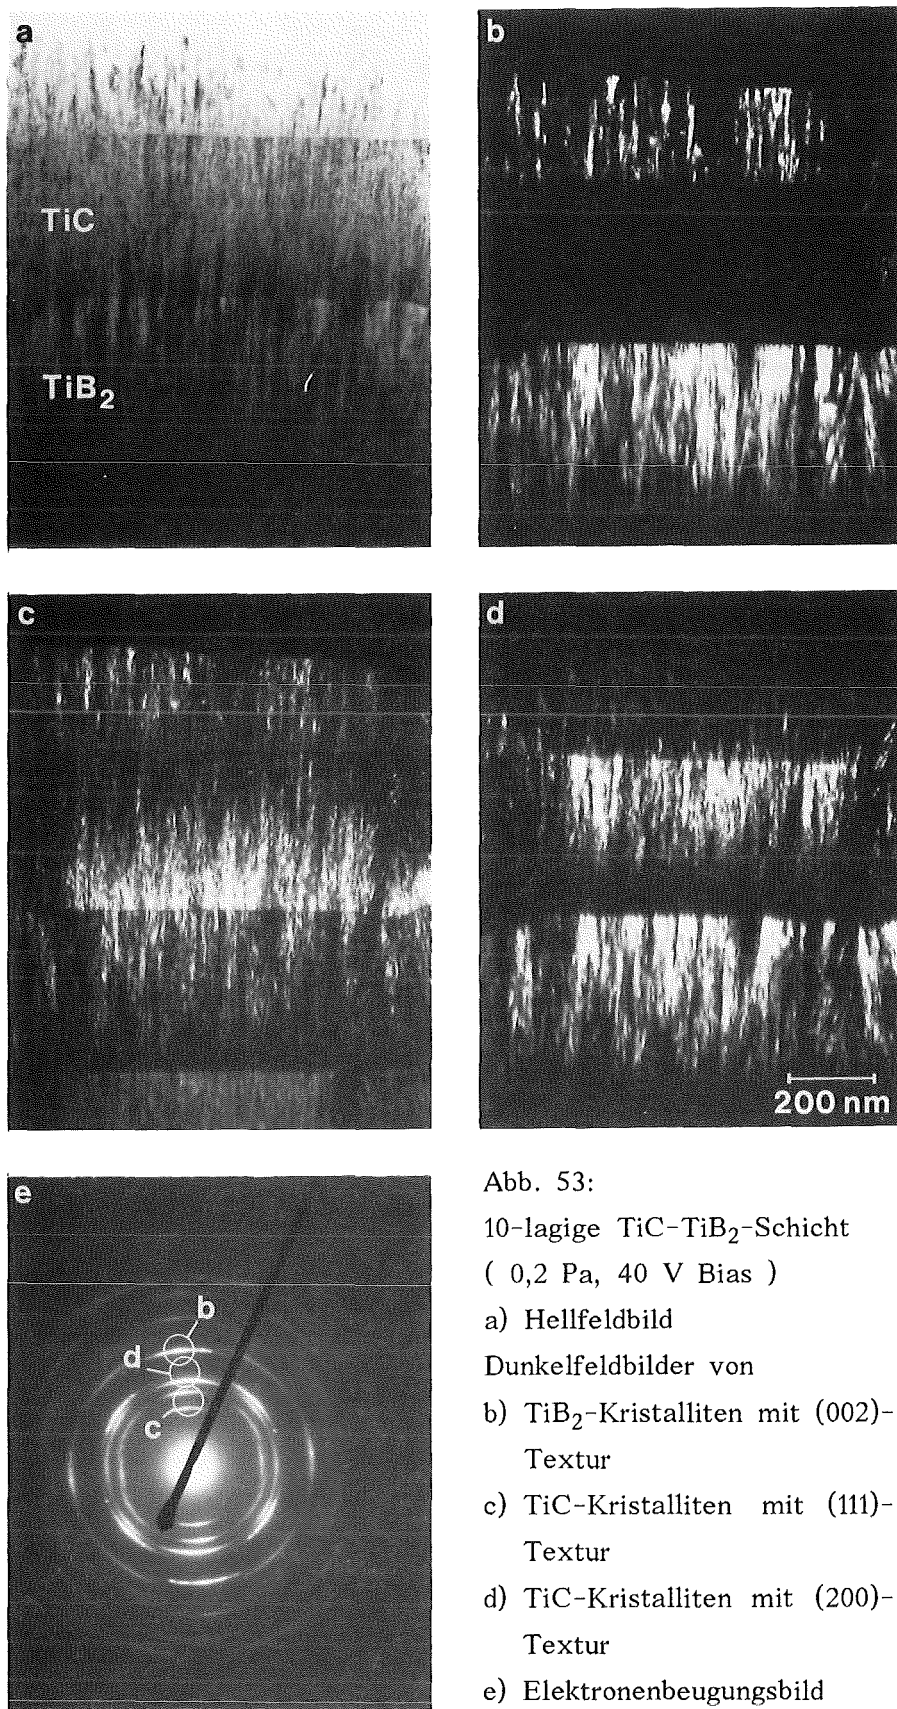 a
TiC
TiB₂
b
c
d
200 nm
e
b
d
c
Abb. 53:
10-lagige TiC-TiB₂-Schicht
( 0,2 Pa, 40 V Bias )
a) Hellfeldbild
Dunkelfeldbilder von
b) TiB₂-Kristalliten mit (002)-
Textur
c) TiC-Kristalliten mit (111)-
Textur
d) TiC-Kristalliten mit (200)-
Textur
e) Elektronenbeugungsbild